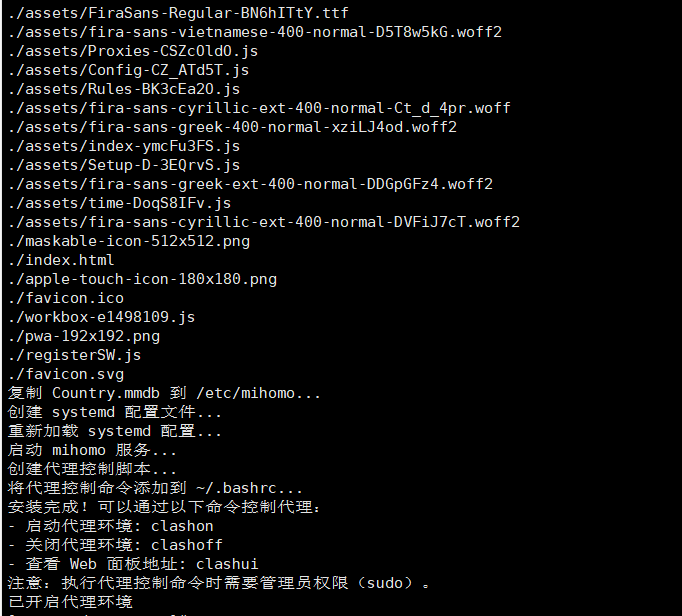 ./assets/FiraSans-Regular-BN6hITtY.ttf
./assets/fira-sans-vietnamese-400-normal-D5T8w5kG.woff2
./assets/Proxies-CSZcOldO.js
./assets/Config-CZ_ATd5T.js
./assets/Rules-BK3cEa2O.js
./assets/fira-sans-cyrillic-ext-400-normal-Ct_d_4pr.woff
./assets/fira-sans-greek-400-normal-xziLJ4od.woff2
./assets/index-ymcFu3FS.js
./assets/Setup-D-3EQrvS.js
./assets/fira-sans-greek-ext-400-normal-DDGpGFz4.woff2
./assets/time-DoqS8IFv.js
./assets/fira-sans-cyrillic-ext-400-normal-DVFiJ7cT.woff2
./maskable-icon-512x512.png
./index.html
./apple-touch-icon-180x180.png
./favicon.ico
./workbox-e1498109.js
./pwa-192x192.png
./registerSW.js
./favicon.svg
复制 Country.mmdb 到 /etc/mihomo...
创建 systemd 配置文件...
重新加载 systemd 配置...
启动 mihomo 服务...
创建代理控制脚本...
将代理控制命令添加到 ~/.bashrc...
安装完成！可以通过以下命令控制代理：
- 启动代理环境: clashon
- 关闭代理环境: clashoff
- 查看 Web 面板地址: clashui
注意：执行代理控制命令时需要管理员权限（sudo）。
已开启代理环境